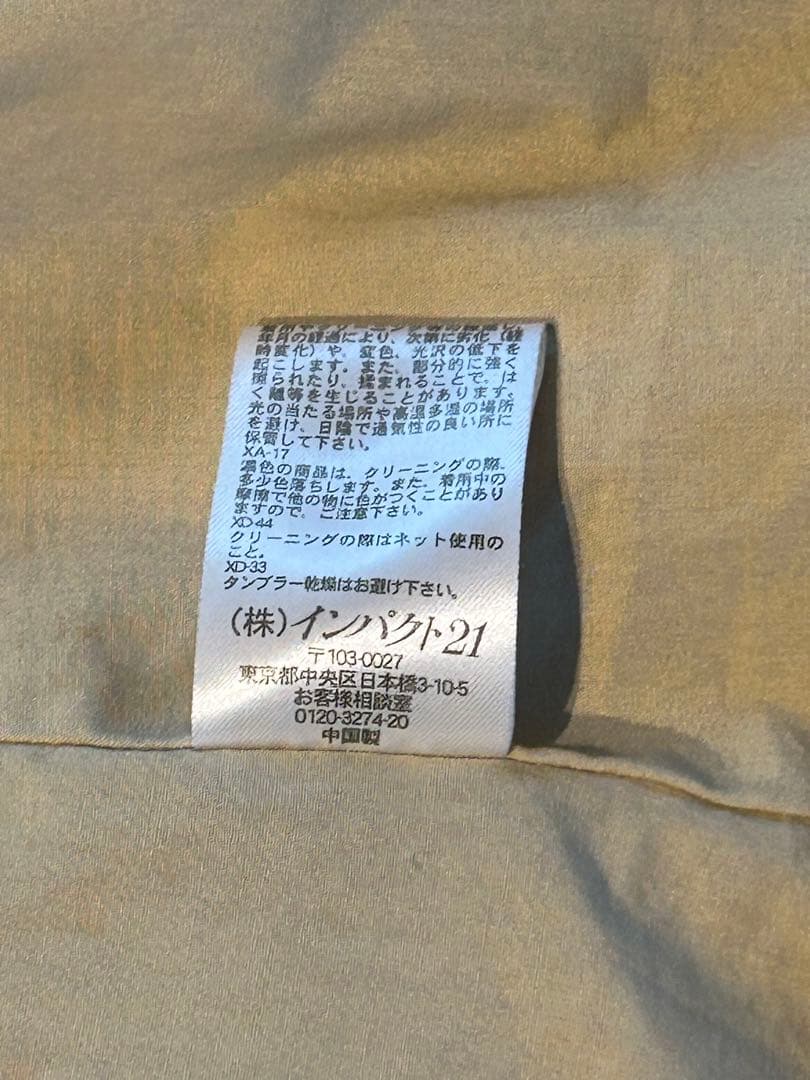 年月の経過により、次第に劣化(経
時変化)や、変色、光沢の低下を
起こします。また、部分的に強く
擦られたり、揉まれることで、は
く離等を生じることがあります。
光の当たる場所や高温多湿の場所
を避け、日陰で通気性の良い所に
保管して下さい。
XA-17
濃色の商品は、クリーニングの際、
多少色落ちします。また、着用中の
摩擦で他の物に色がつくことがあり
ますので、ご注意下さい。
XD-44
クリーニングの際はネット使用の
こと。
XD-33
タンブラー乾燥はお避け下さい。
(株)インパクト21
〒103-0027
東京都中央区日本橋3-10-5
お客様相談室
0120-3274-20
中国製